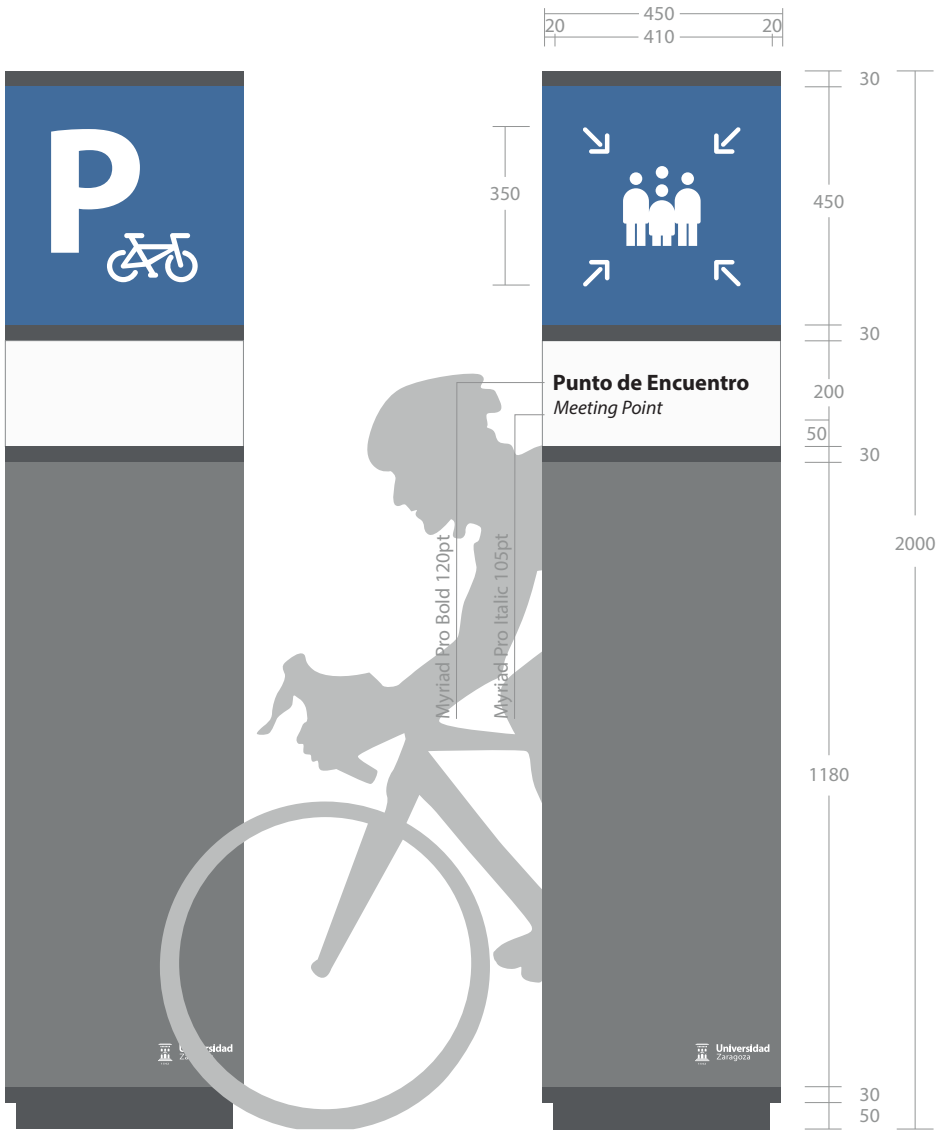 450
20
20
410
30
P
350
450
30
Punto de Encuentro
Meeting Point
200
50
30
2000
Myriad Pro Bold 120pt
Myriad Pro Italic 105pt
1180
Universidad
Zaragoza
Universidad
Zaragoza
30
50